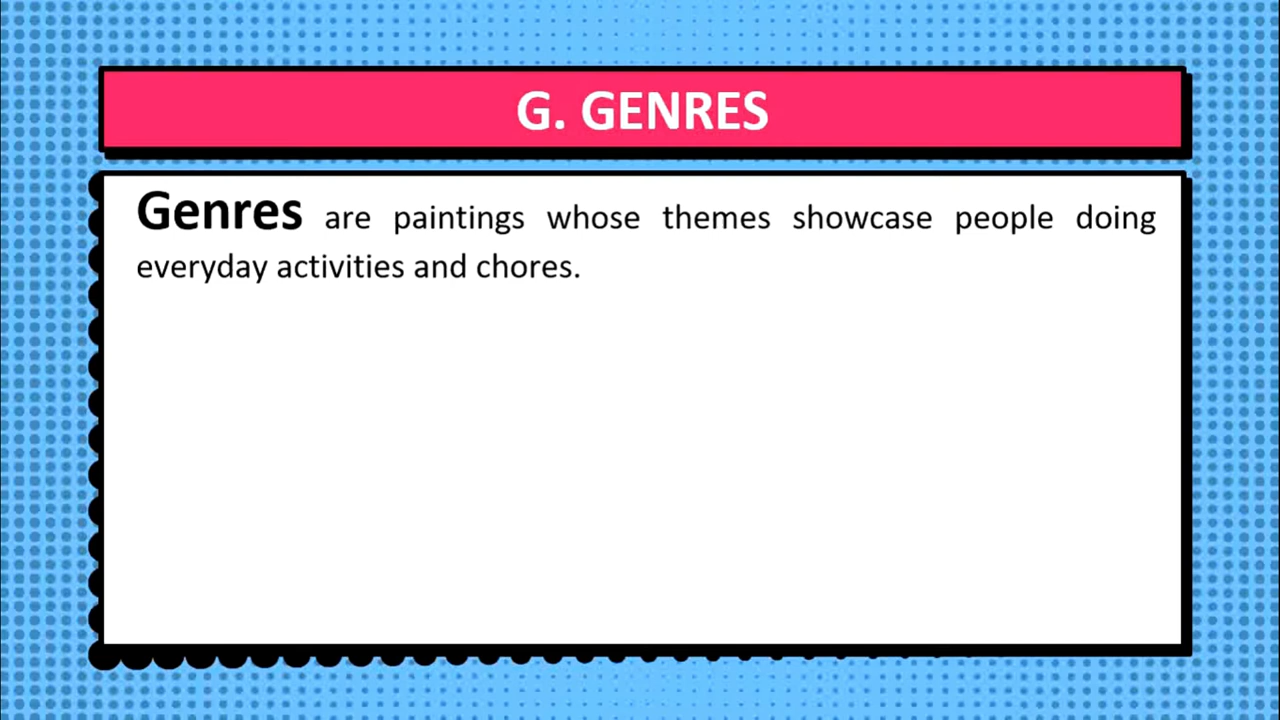 G. GENRES
Genres are paintings whose themes showcase people doing
everyday activities and chores.